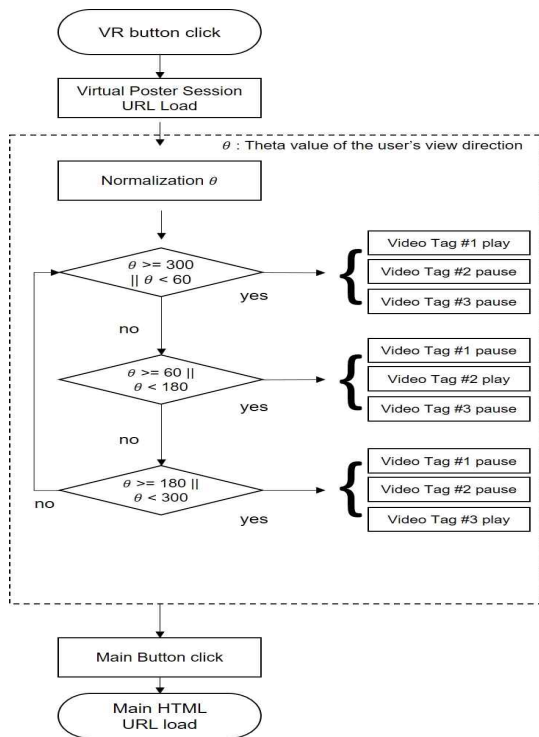 VR button click
Virtual Poster Session
URL Load
θ : Theta value of the user's view direction
Normalization θ
θ >= 300
|| θ < 60
yes
no
Video Tag #1 play
Video Tag #2 pause
Video Tag #3 pause
θ >= 60 ||
θ < 180
yes
no
Video Tag #1 pause
Video Tag #2 play
Video Tag #3 pause
θ >= 180 ||
θ < 300
no
yes
Video Tag #1 pause
Video Tag #2 pause
Video Tag #3 play
Main Button click
Main HTML
URL load